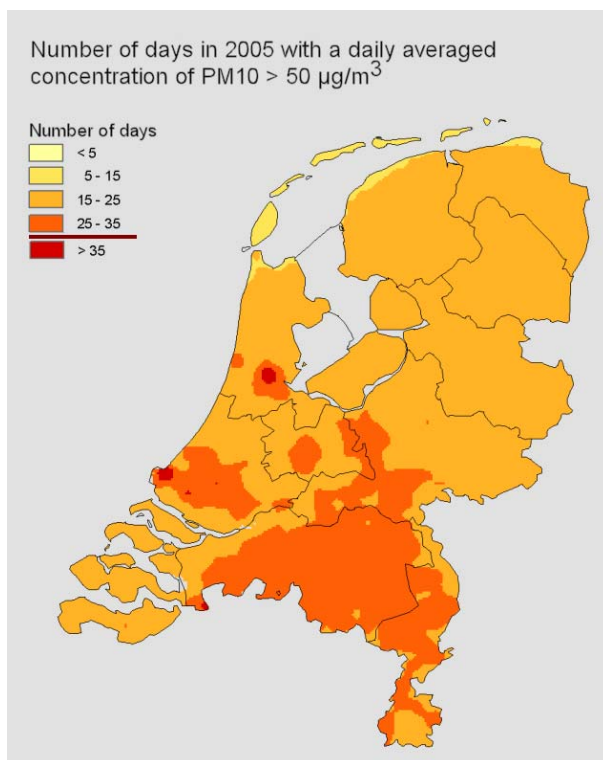 Number of days in 2005 with a daily averaged
concentration of PM10 > 50 µg/m³
Number of days
< 5
5 - 15
15 - 25
25 - 35
> 35